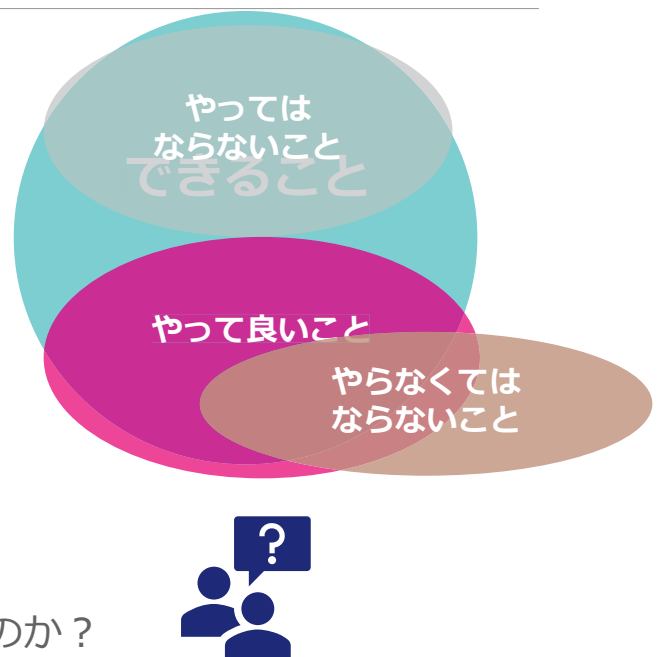 やっては
ならないこと
できること
やって良いこと
やらなくては
ならないこと
?
のか？